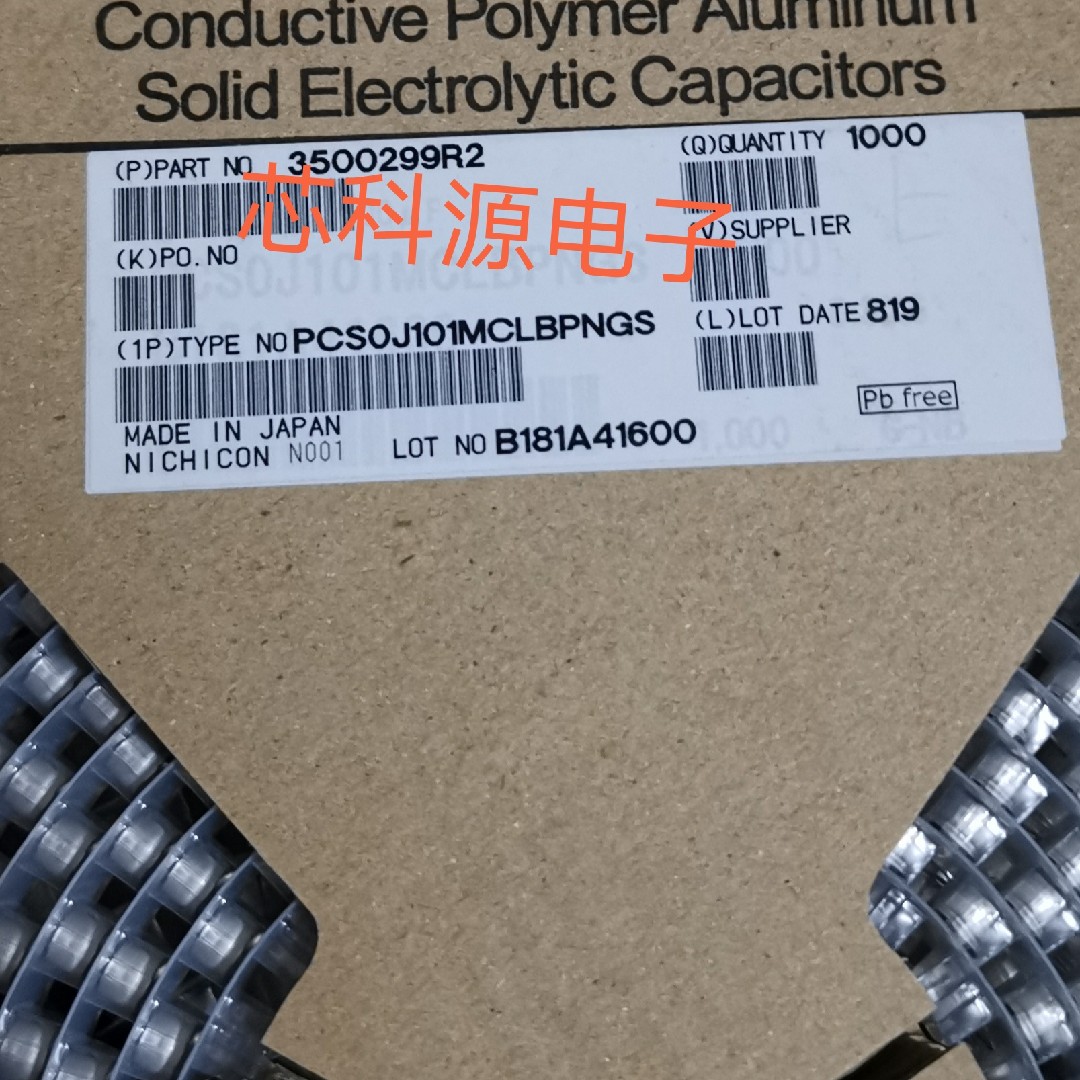 Conductive Polymer Aluminum
Solid Electrolytic Capacitors
(P)PART NO 3500299R2
(Q)QUANTITY 1000
芯科源电子
(K)PO.NO
(V)SUPPLIER
(1P)TYPE NO PCS0J101MCLBPNGS
(L)LOT DATE 819
Pb free
MADE IN JAPAN
NICHICON N001
LOT NO B181A41600